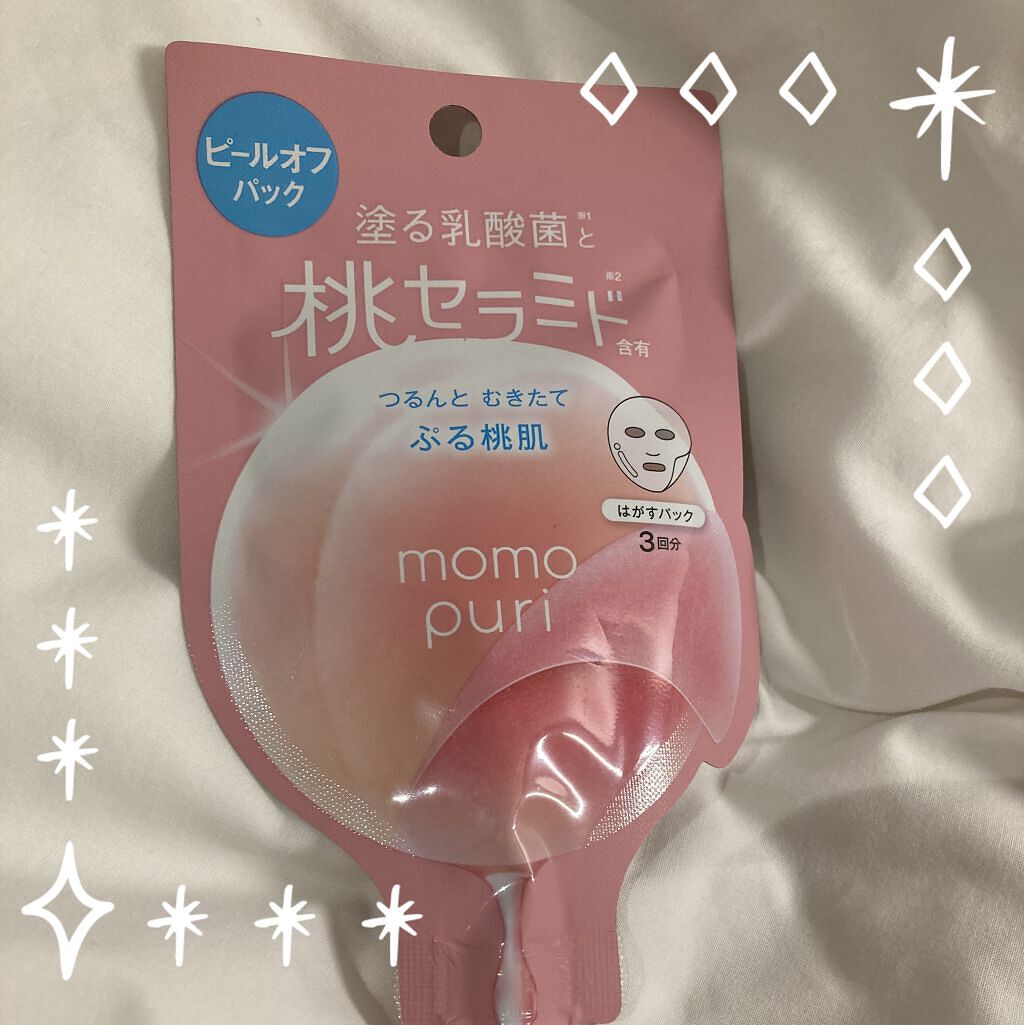 ピールオフ
パック
塗る乳酸菌※1と
桃セラミド※2含有
つるんと むきたて
ぷる桃肌
はがすパック
3回分
momo
puri